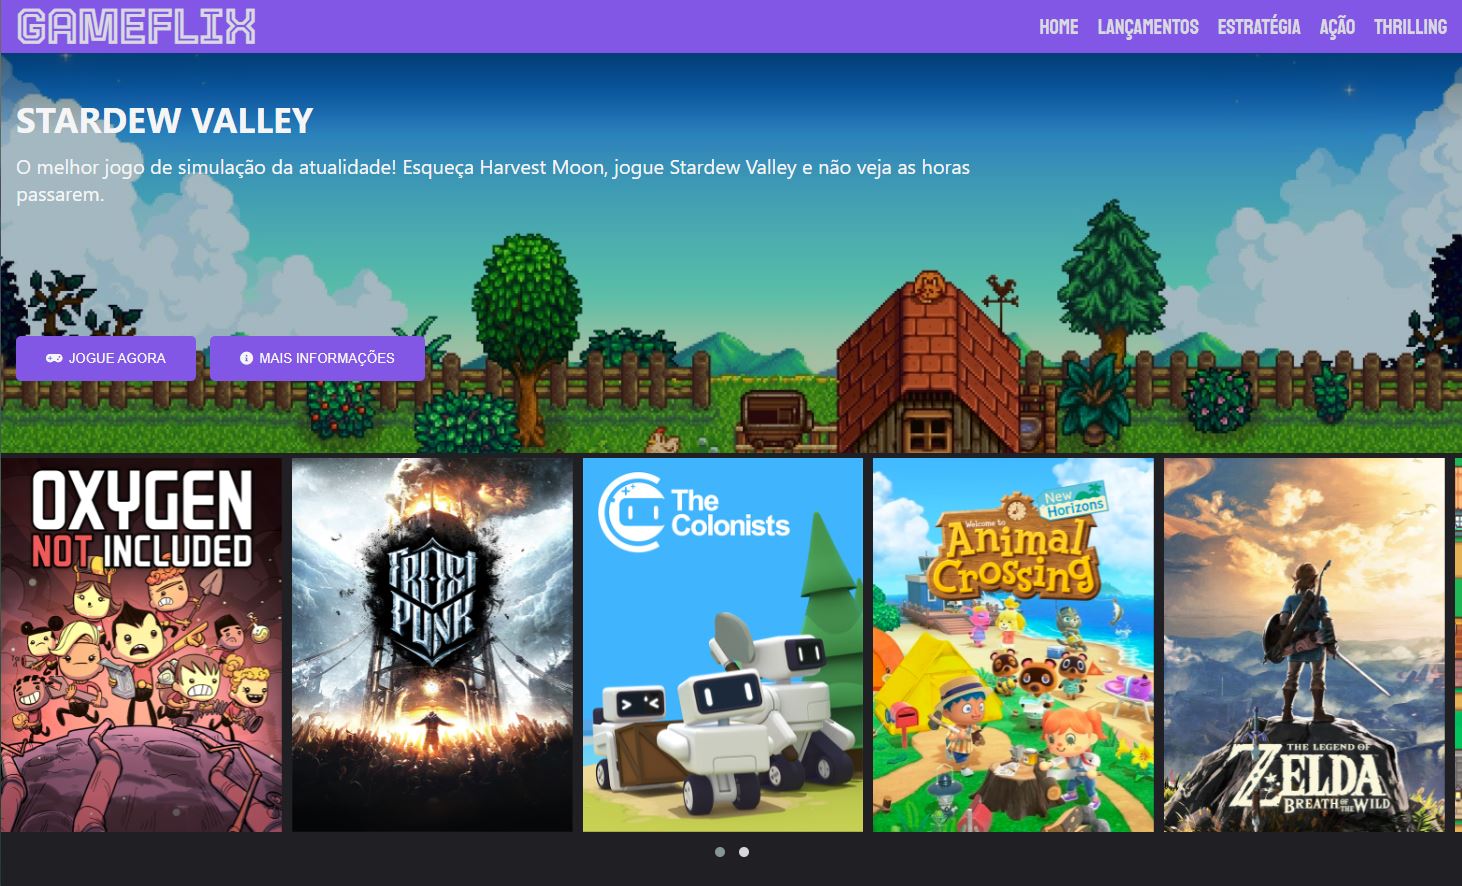 GAMEFLIX
HOME LANÇAMENTOS ESTRATÉGIA AÇÃO THRILLING
STARDEW VALLEY
O melhor jogo de simulação da atualidade! Esqueça Harvest Moon, jogue Stardew Valley e não veja as horas
passarem.
JOGUE AGORA
MAIS INFORMAÇÕES
OXYGEN
NOT INCLUDED
FROST
PUNK
The
Colonists
New
Horizons
Welcome to
Animal
Crossing
THE LEGEND OF
ZELDA
BREATH OF THE WILD